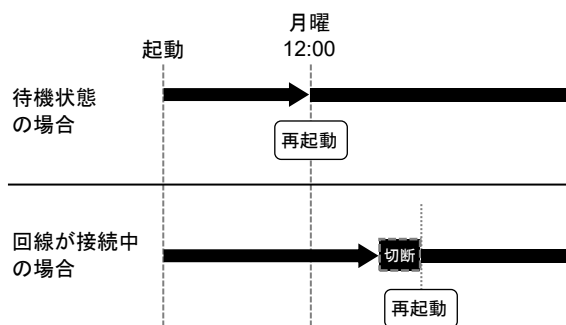 月曜
12:00
起動
待機状態
の場合
再起動
回線が接続中
の場合
切断
再起動